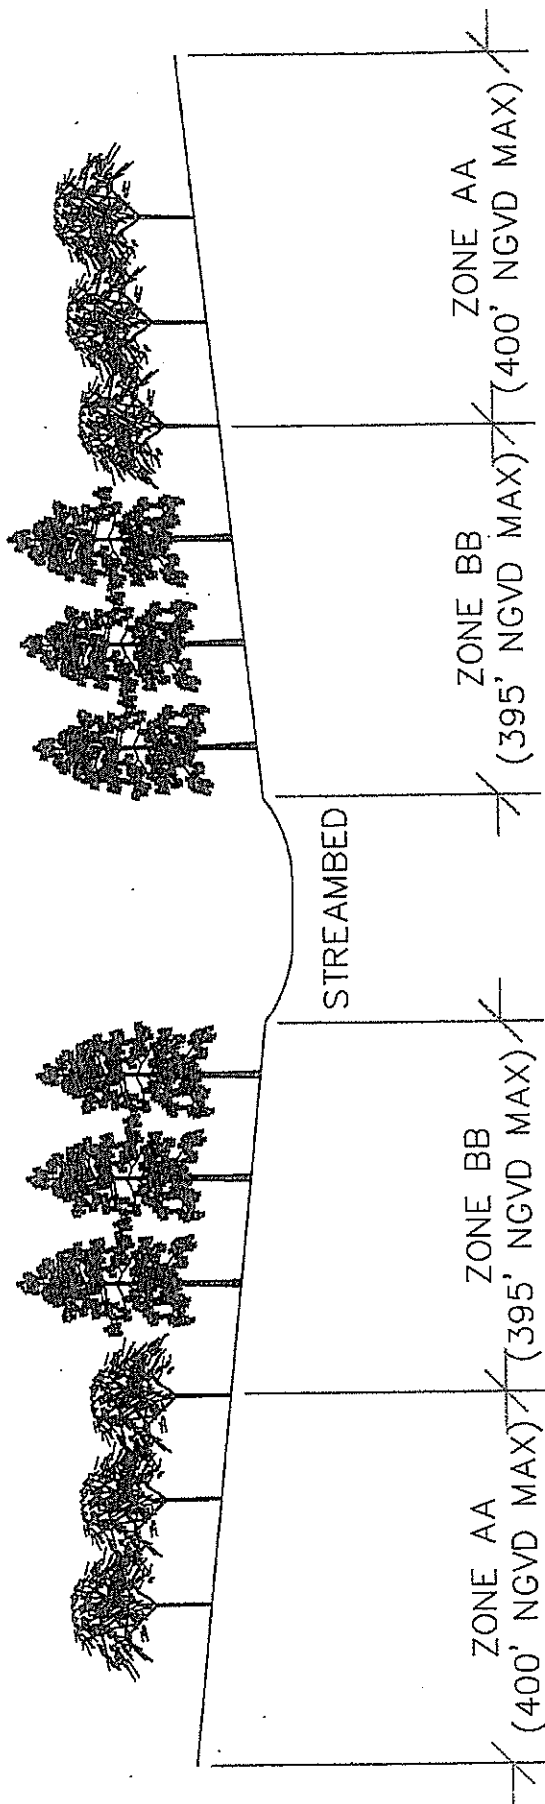 ZONE AA
(400' NGVD MAX)
ZONE BB
(395' NGVD MAX)
STREAMBED
ZONE BB
(395' NGVD MAX)
ZONE AA
(400' NGVD MAX)